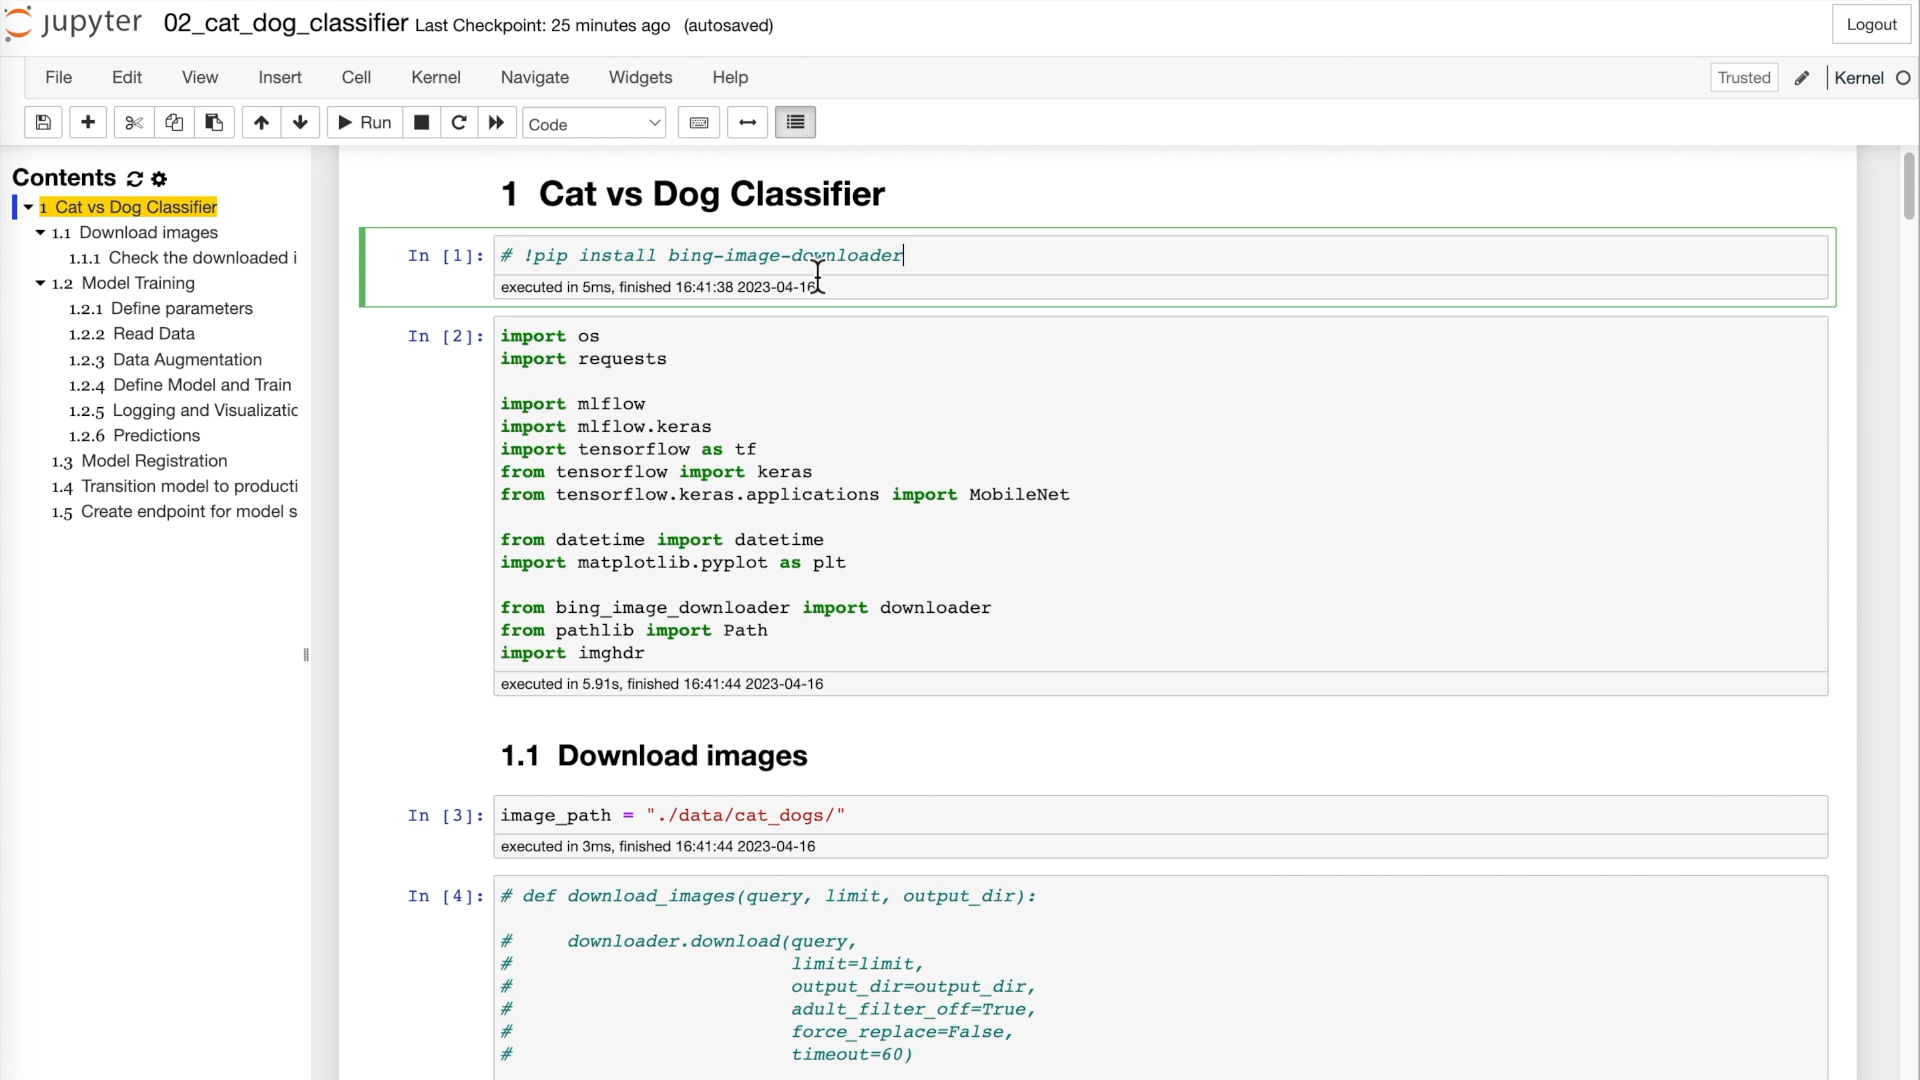 jupyter 02_cat_dog_classifier Last Checkpoint: 25 minutes ago (autosaved)
Logout
File Edit View Insert Cell Kernel Navigate Widgets Help
Trusted Kernel
Run Code
Contents
1 Cat vs Dog Classifier
1.1 Download images
1.1.1 Check the downloaded i
1.2 Model Training
1.2.1 Define parameters
1.2.2 Read Data
1.2.3 Data Augmentation
1.2.4 Define Model and Train
1.2.5 Logging and Visualizatic
1.2.6 Predictions
1.3 Model Registration
1.4 Transition model to producti
1.5 Create endpoint for model s
1 Cat vs Dog Classifier
In [1]: # !pip install bing-image-downloader
executed in 5ms, finished 16:41:38 2023-04-16
In [2]: import os
import requests
import mlflow
import mlflow.keras
import tensorflow as tf
from tensorflow import keras
from tensorflow.keras.applications import MobileNet
from datetime import datetime
import matplotlib.pyplot as plt
from bing_image_downloader import downloader
from pathlib import Path
import imghdr
executed in 5.91s, finished 16:41:44 2023-04-16
1.1 Download images
In [3]: image_path = "./data/cat_dogs/"
executed in 3ms, finished 16:41:44 2023-04-16
In [4]: # def download_images(query, limit, output_dir):
# downloader.download(query,
# limit=limit,
# output_dir=output_dir,
# adult_filter_off=True,
# force_replace=False,
# timeout=60)